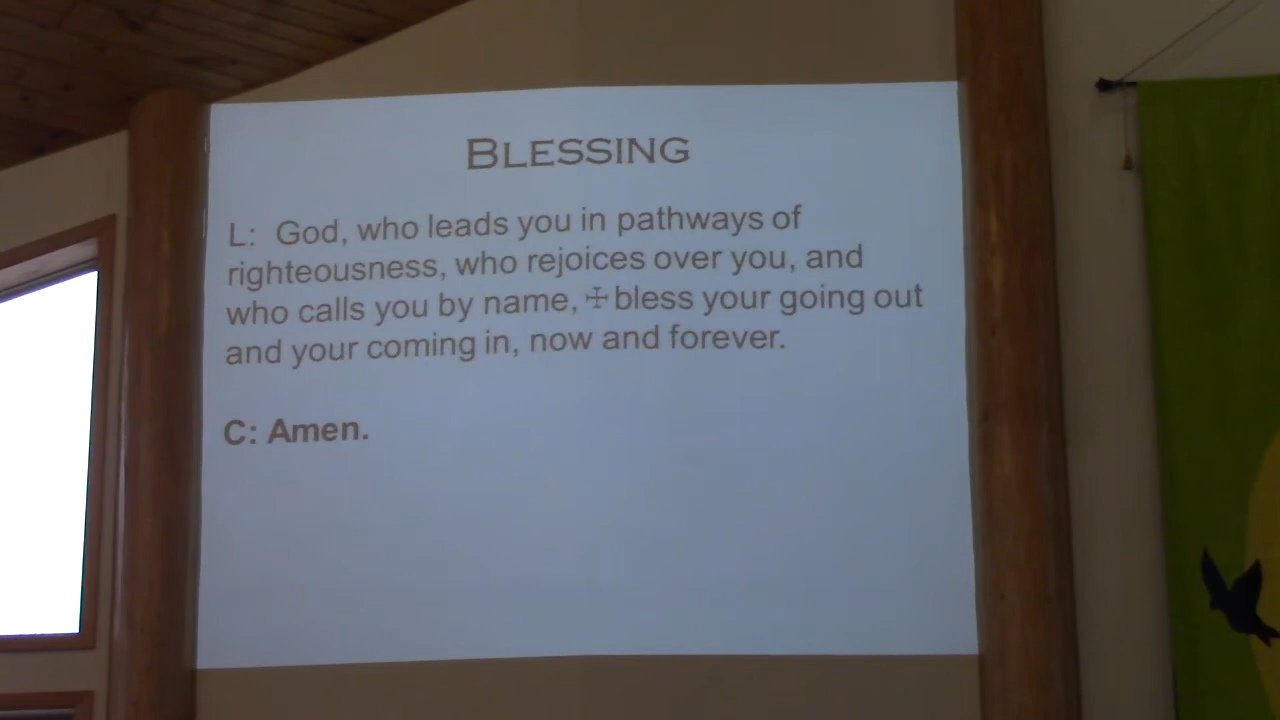 BLESSING
L: God, who leads you in pathways of
righteousness, who rejoices over you, and
who calls you by name, ☩ bless your going out
and your coming in, now and forever.
C: Amen.